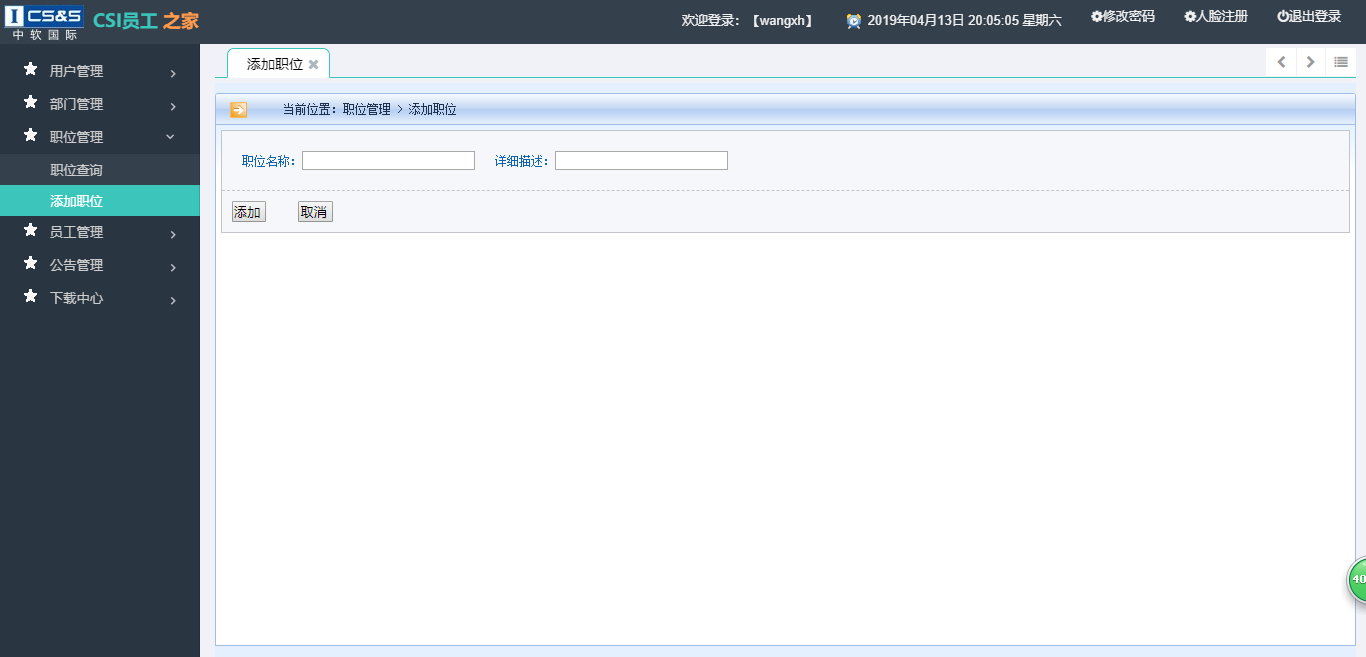 CS&S
中软国际
CSI员工 之家
欢迎登录：【wangxh】
2019年04月13日 20:05:05 星期六
修改密码
人脸注册
退出登录
用户管理
部门管理
职位管理
职位查询
添加职位
员工管理
公告管理
下载中心
添加职位
当前位置：职位管理 > 添加职位
职位名称：
详细描述：
添加
取消
40